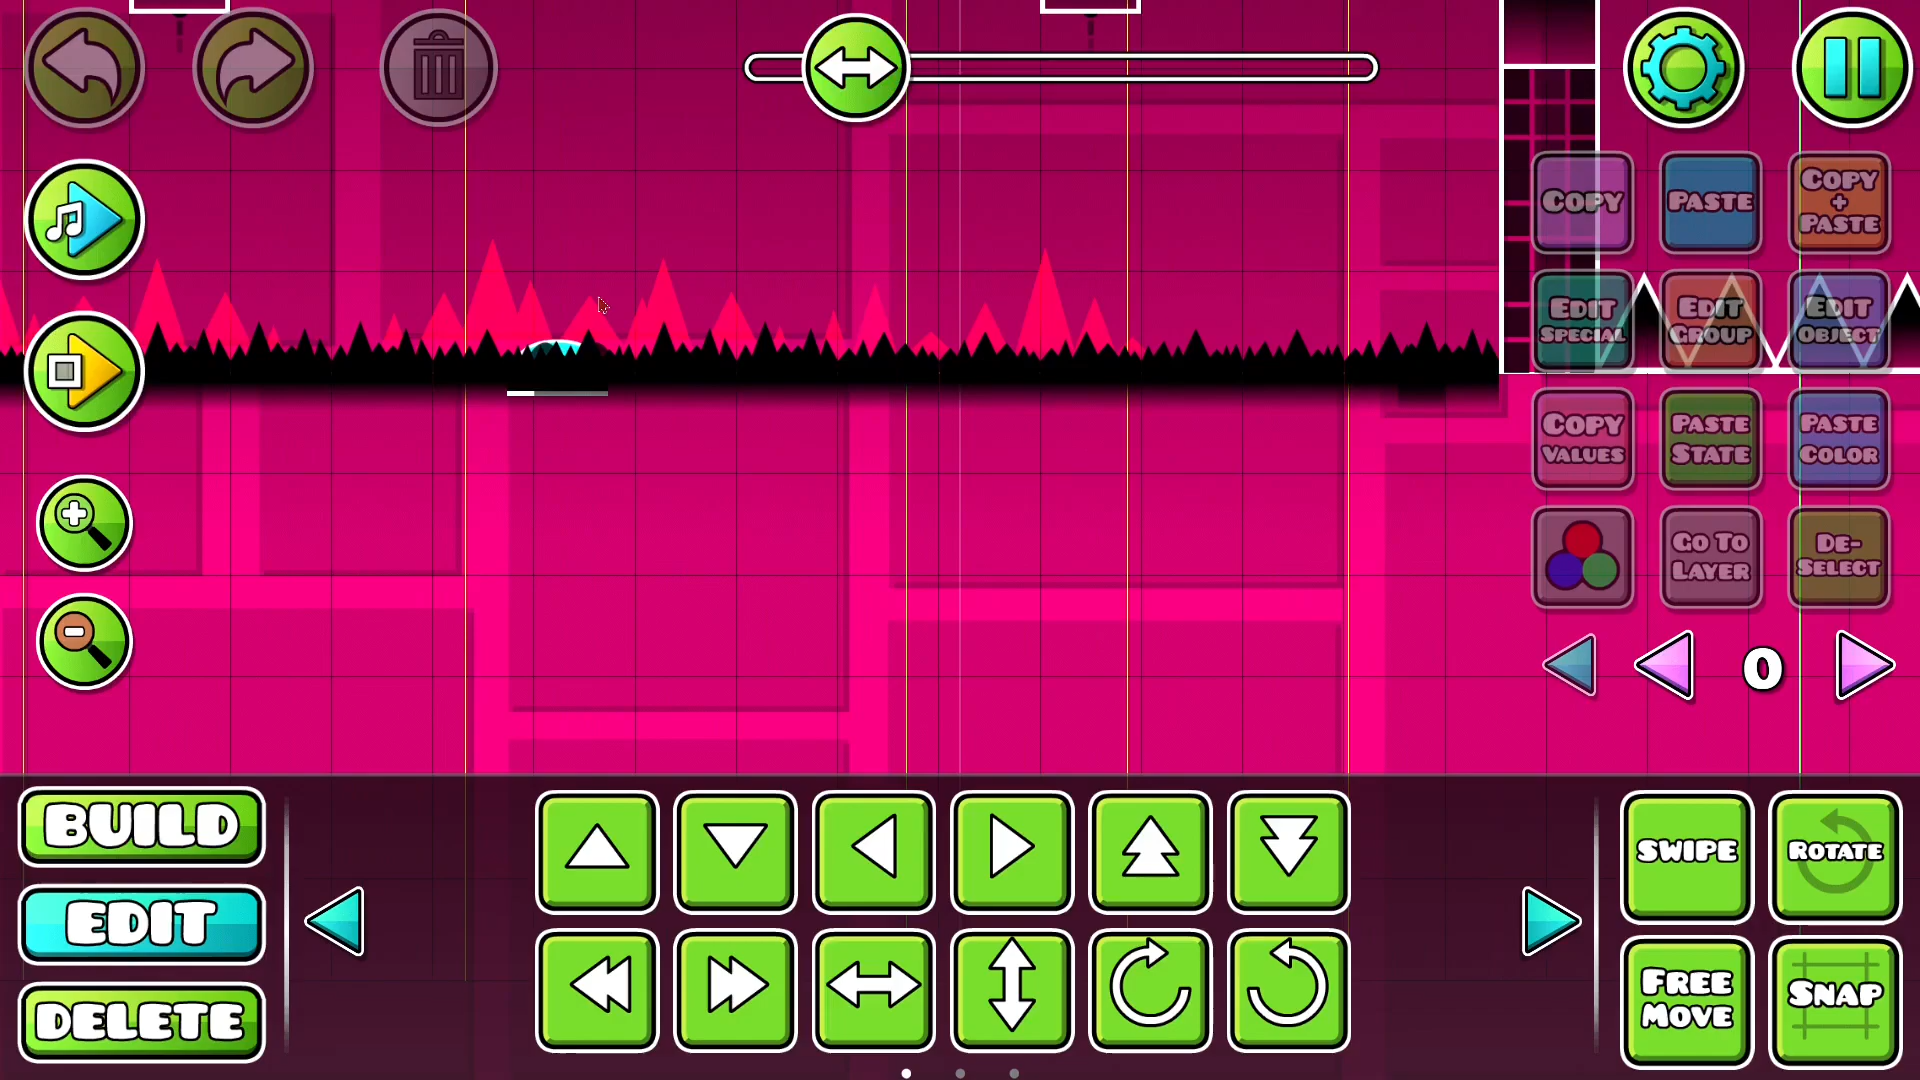 COPY
PASTE
COPY
+
PASTE
EDIT
SPECIAL
EDIT
GROUP
EDIT
OBJECT
COPY
VALUES
PASTE
STATE
PASTE
COLOR
GO TO
LAYER
DE-
SELECT
0
BUILD
EDIT
DELETE
SWIPE
ROTATE
FREE
MOVE
SNAP